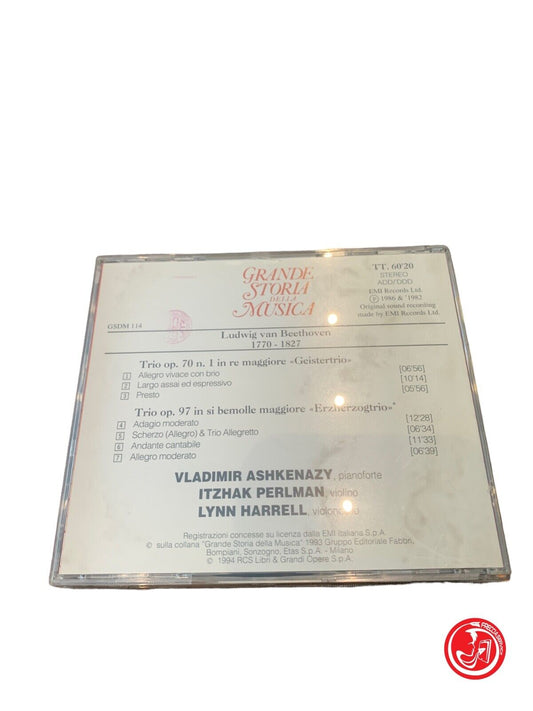 GRANDE
STORIA
DELLA
MUSICA
TT. 60'20
STEREO
ADD/DDD
EMI Records Ltd.
℗ 1986 & '1982
Original sound recording
made by EMI Records Ltd.
GSDM 114
Ludwig van Beethoven
1770 - 1827
Trio op. 70 n. 1 in re maggiore «Geistertrio»
1 Allegro vivace con brio [06'56]
2 Largo assai ed espressivo [10'14]
3 Presto [05'56]
Trio op. 97 in si bemolle maggiore «Erzherzogtrio»*
4 Adagio moderato [12'28]
5 Scherzo (Allegro) & Trio Allegretto [06'34]
6 Andante cantabile [11'33]
7 Allegro moderato [06'39]
VLADIMIR ASHKENAZY, pianoforte
ITZHAK PERLMAN, violino
LYNN HARRELL, violoncello
Registrazioni concesse su licenza dalla EMI Italiana S.p.A.
© sulla collana "Grande Storia della Musica" 1993 Gruppo Editoriale Fabbri,
Bompiani, Sonzogno, Etas S.p.A. - Milano
© 1994 RCS Libri & Grandi Opere S.p.A.